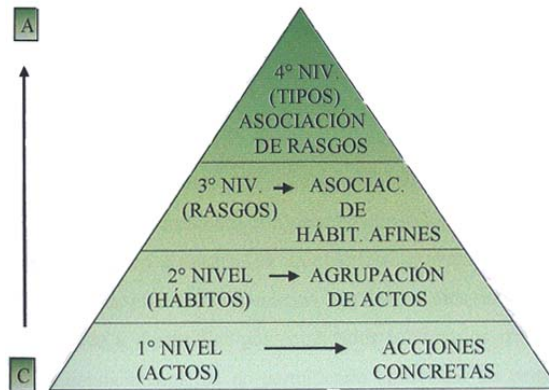 A
4° NIV.
(TIPOS)
ASOCIACIÓN
DE RASGOS
3° NIV. ASOCIAC.
(RASGOS) DE
HÁBIT. AFINES
2° NIVEL AGRUPACIÓN
(HÁBITOS) DE ACTOS
1° NIVEL ACCIONES
(ACTOS) CONCRETAS
C